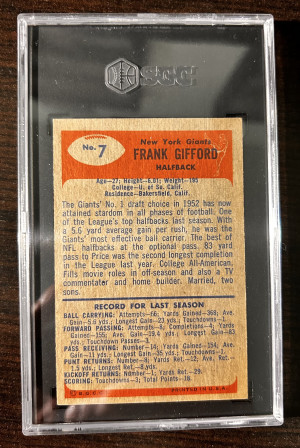 SGC
New York Giants
No. 7
FRANK GIFFORD
HALFBACK
Age—27; Height—6.01; Weight—195
College—U. of So. Calif.
Residence—Bakersfield, Calif.
The Giants' No. 1 draft choice in 1952 has now
attained stardom in all phases of football. One
of the League's top halfbacks last season. With
a 5.6 yard average gain per rush, he was the
Giants' most effective ball carrier. The best of
NFL halfbacks at the optional pass, 83 yard
pass to Price was the second longest completion
in the League last year. College All-American.
Fills movie roles in off-season and also a TV
commentator and home builder. Married, two
sons.
RECORD FOR LAST SEASON
BALL CARRYING: Attempts—66; Yards Gained—368; Aver-
age Gain—5.6 yds.; Longest Gain—
FORWARD PASSING: Attempts—8; Completions—4; Yards
Gained—155; Ave. Gain—19.4 yds.; Longest Gain—83
yds.; Touchdown Passes—3.
PASS RECEIVING: Number—14; Yards Gained—154; Aver-
age Gain—11 yds.; Longest Gain—35 yds.; Touchdowns—1.
PUNT RETURNS: Number—8; Yards Ret.—12; Ave. Ret.—
1.5 yds.; Longest Ret.—8 yds.
KICKOFF RETURNS: Number—1; Yards Ret.—29.
SCORING: Touchdowns—3; Total Points—18.
© B.G.C.
PRINTED IN U.S.A.